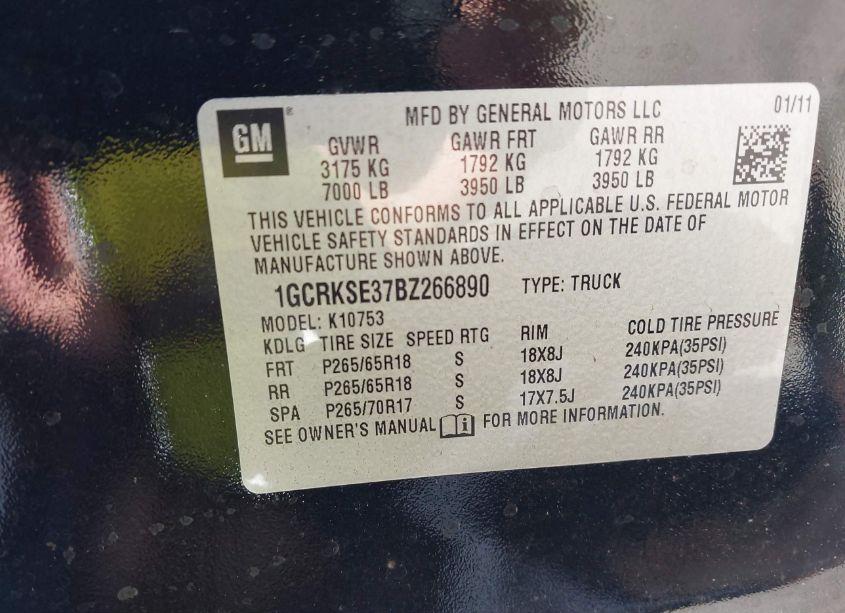 GM
MFD BY GENERAL MOTORS LLC 01/11
GVWR GAWR FRT GAWR RR
3175 KG 1792 KG 1792 KG
7000 LB 3950 LB 3950 LB
THIS VEHICLE CONFORMS TO ALL APPLICABLE U.S. FEDERAL MOTOR
VEHICLE SAFETY STANDARDS IN EFFECT ON THE DATE OF
MANUFACTURE SHOWN ABOVE.
1GCRKSE37BZ266890 TYPE: TRUCK
MODEL: K10753
KDLG TIRE SIZE SPEED RTG RIM COLD TIRE PRESSURE
FRT P265/65R18 S 18X8J 240KPA(35PSI)
RR P265/65R18 S 18X8J 240KPA(35PSI)
SPA P265/70R17 S 17X7.5J 240KPA(35PSI)
SEE OWNER'S MANUAL FOR MORE INFORMATION.